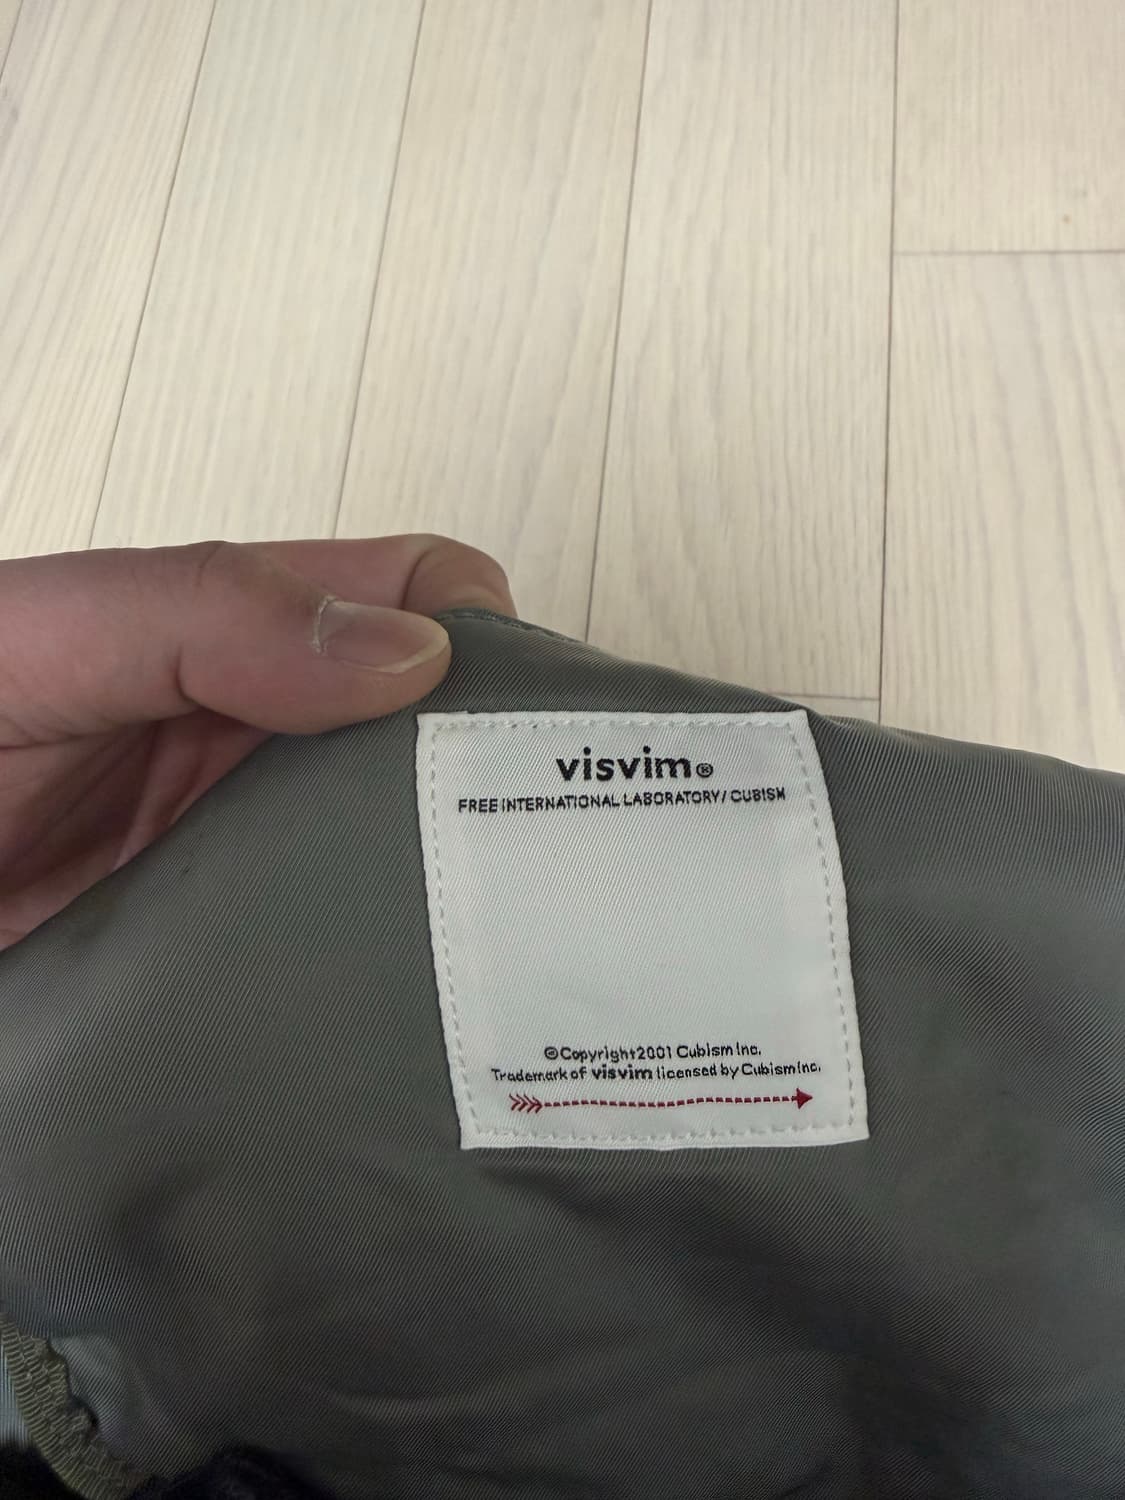 visvim®
FREE INTERNATIONAL LABORATORY/CUBISM
©Copyright2001 Cubism Inc.
Trademark of visvim licensed by Cubism Inc.